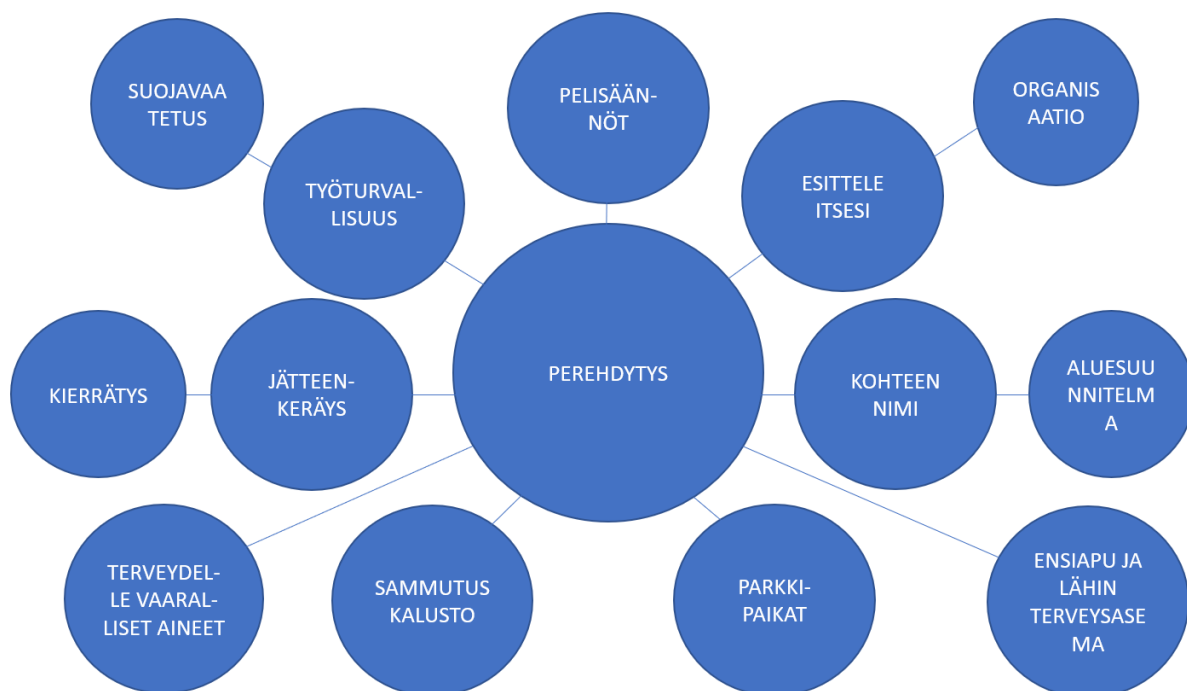 SUOJAVAA
TETUS
PELISÄÄN-
NÖT
ORGANIS
AATIO
TYÖTURVAL-
LISUUS
ESITTELE
ITSESI
KIERRÄTYS
JÄTTEEN-
KERÄYS
PEREHDYTYS
KOHTEEN
NIMI
ALUESUU
NNITELM
A
TERVEYDEL-
LE VAARAL-
LISET AINEET
SAMMUTUS
KALUSTO
PARKKI-
PAIKAT
ENSIAPU JA
LÄHIN
TERVEYSASE
MA